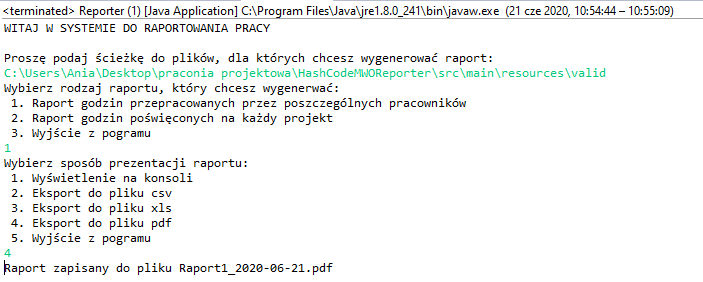 <terminated> Reporter (1) [Java Application] C:\Program Files\Java\jre1.8.0_241\bin\javaw.exe (21 cze 2020, 10:54:44 – 10:55:09)
WITAJ W SYSTEMIE DO RAPORTOWANIA PRACY
Proszę podaj ścieżkę do plików, dla których chcesz wygenerować raport:
C:\Users\Ania\Desktop\praconia projektowa\HashCodeMWOReporter\src\main\resources\valid
Wybierz rodzaj raportu, który chcesz wygenerwać:
1. Raport godzin przepracowanych przez poszczególnych pracowników
2. Raport godzin poświęconych na każdy projekt
3. Wyjście z pogramu
1
Wybierz sposób prezentacji raportu:
1. Wyświetlenie na konsoli
2. Eksport do pliku csv
3. Eksport do pliku xls
4. Eksport do pliku pdf
5. Wyjście z pogramu
4
Raport zapisany do pliku Raport1_2020-06-21.pdf